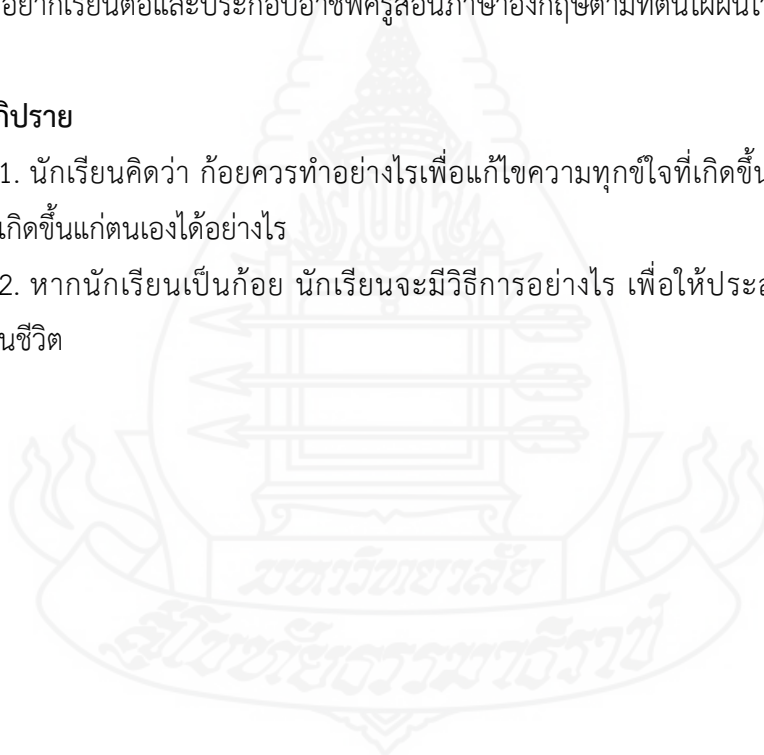 อยากเรียนต่อและประกอบอาชีพครูสอนภาษาอังกฤษตามที่ตนใฝ่ฝัน
ภิปราย
1. นักเรียนคิดว่า ก้อยควรทำอย่างไรเพื่อแก้ไขความทุกข์ใจที่เกิดขึ้น
เกิดขึ้นแก่ตนเองได้อย่างไร
2. หากนักเรียนเป็นก้อย นักเรียนจะมีวิธีการอย่างไร เพื่อให้ประส
นชีวิต
มหาวิทยาลัย
สุโขทัยธรรมาธิราช